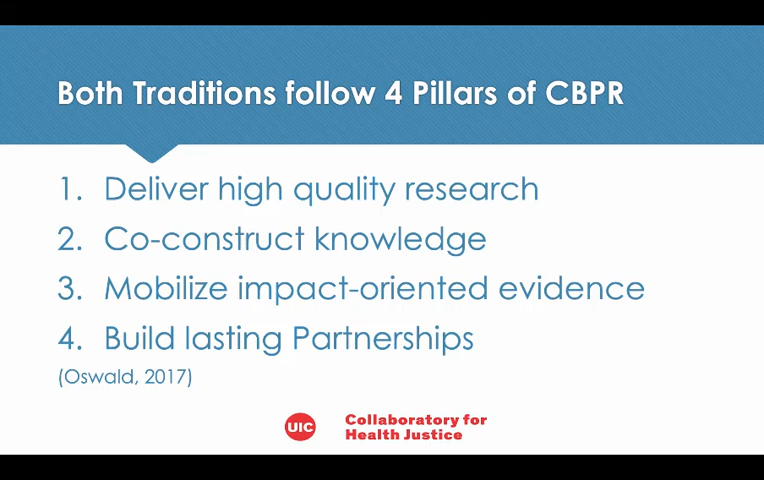 Both Traditions follow 4 Pillars of CBPR
1. Deliver high quality research
2. Co-construct knowledge
3. Mobilize impact-oriented evidence
4. Build lasting Partnerships
(Oswald, 2017)
UIC
Collaboratory for
Health Justice